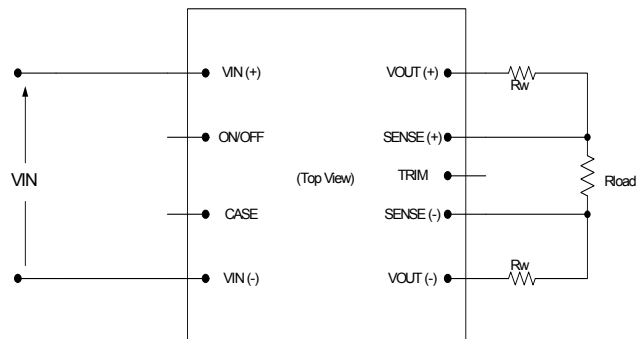 VIN (+)
VOUT (+)
Rw
ON/OFF
SENSE (+)
VIN
(Top View)
TRIM
Rload
CASE
SENSE (-)
VIN (-)
VOUT (-)
Rw